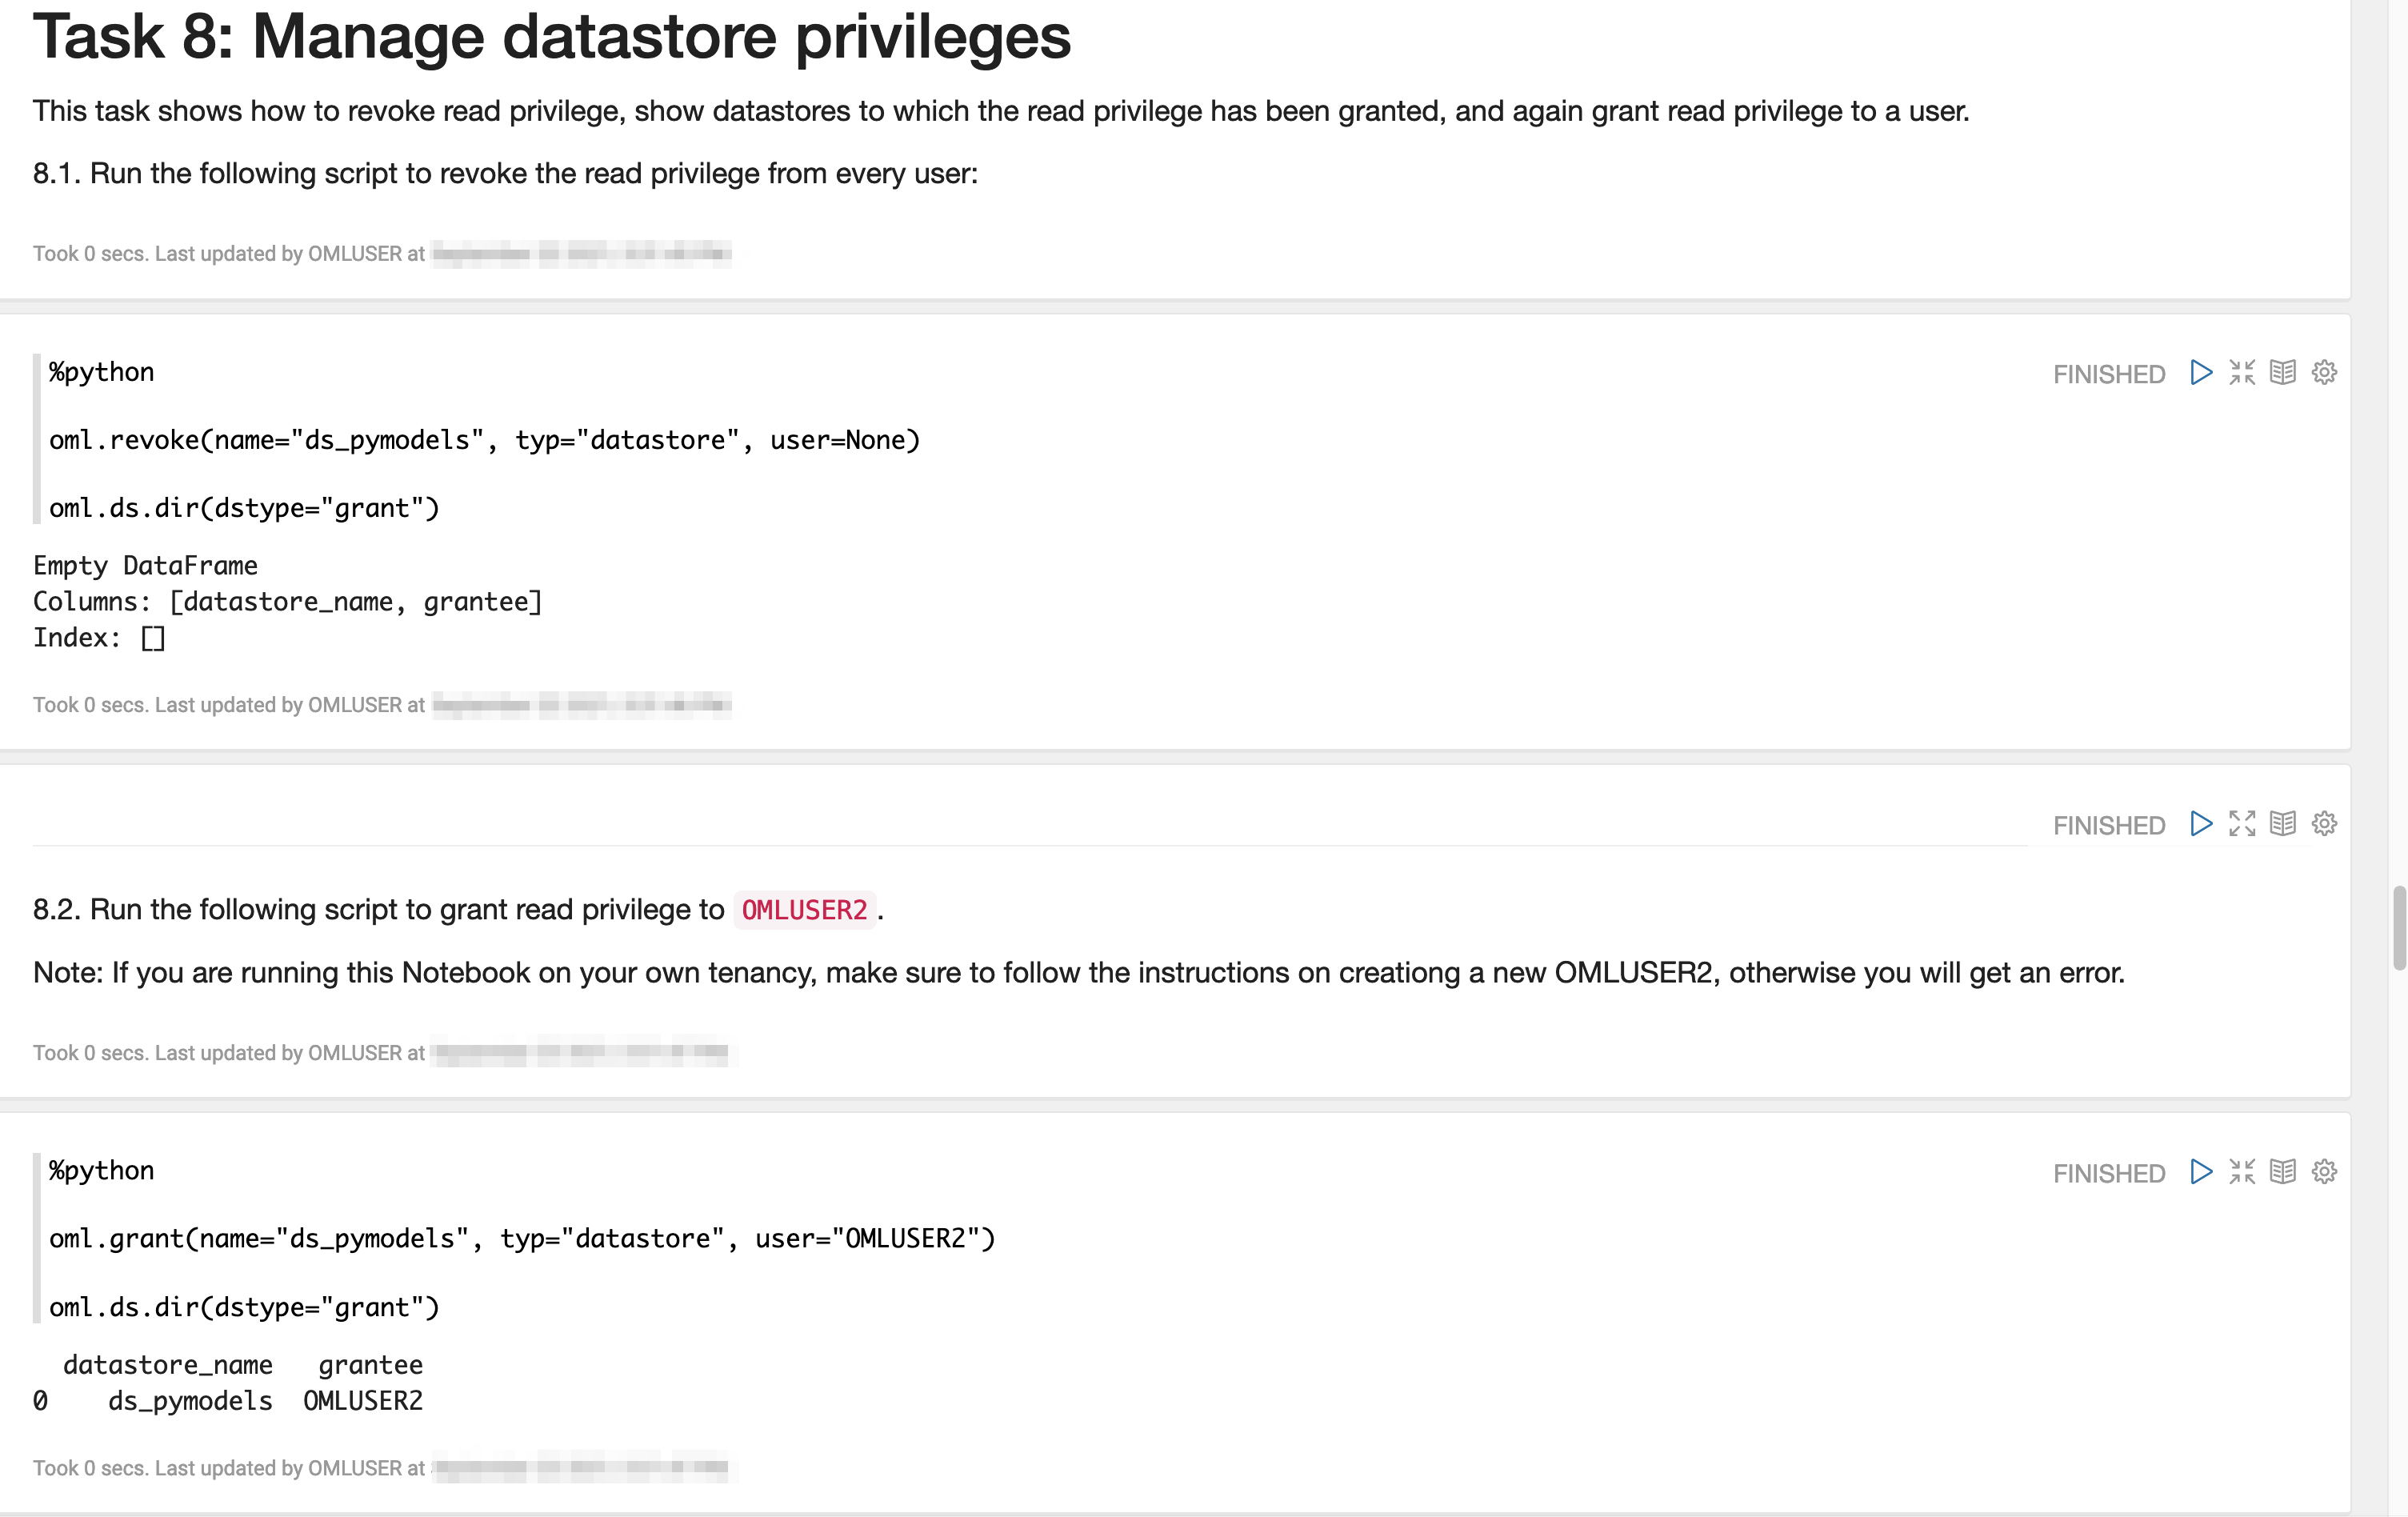 Task 8: Manage datastore privileges
This task shows how to revoke read privilege, show datastores to which the read privilege has been granted, and again grant read privilege to a user.
8.1. Run the following script to revoke the read privilege from every user:
Took 0 secs. Last updated by OMLUSER at
%python
FINISHED
oml.revoke(name="ds_pymodels", typ="datastore", user=None)
oml.ds.dir(dstype="grant")
Empty DataFrame
Columns: [datastore_name, grantee]
Index: []
Took 0 secs. Last updated by OMLUSER at
FINISHED
8.2. Run the following script to grant read privilege to OMLUSER2.
Note: If you are running this Notebook on your own tenancy, make sure to follow the instructions on creationg a new OMLUSER2, otherwise you will get an error.
Took 0 secs. Last updated by OMLUSER at
%python
FINISHED
oml.grant(name="ds_pymodels", typ="datastore", user="OMLUSER2")
oml.ds.dir(dstype="grant")
datastore_name grantee
0 ds_pymodels OMLUSER2
Took 0 secs. Last updated by OMLUSER at